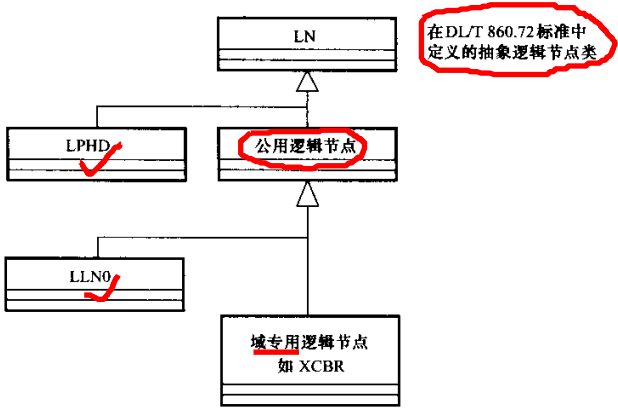 LN
在DL/T 860.72标准中
定义的抽象逻辑节点类
LPHD
公用逻辑节点
LLN0
域专用逻辑节点
如 XCBR